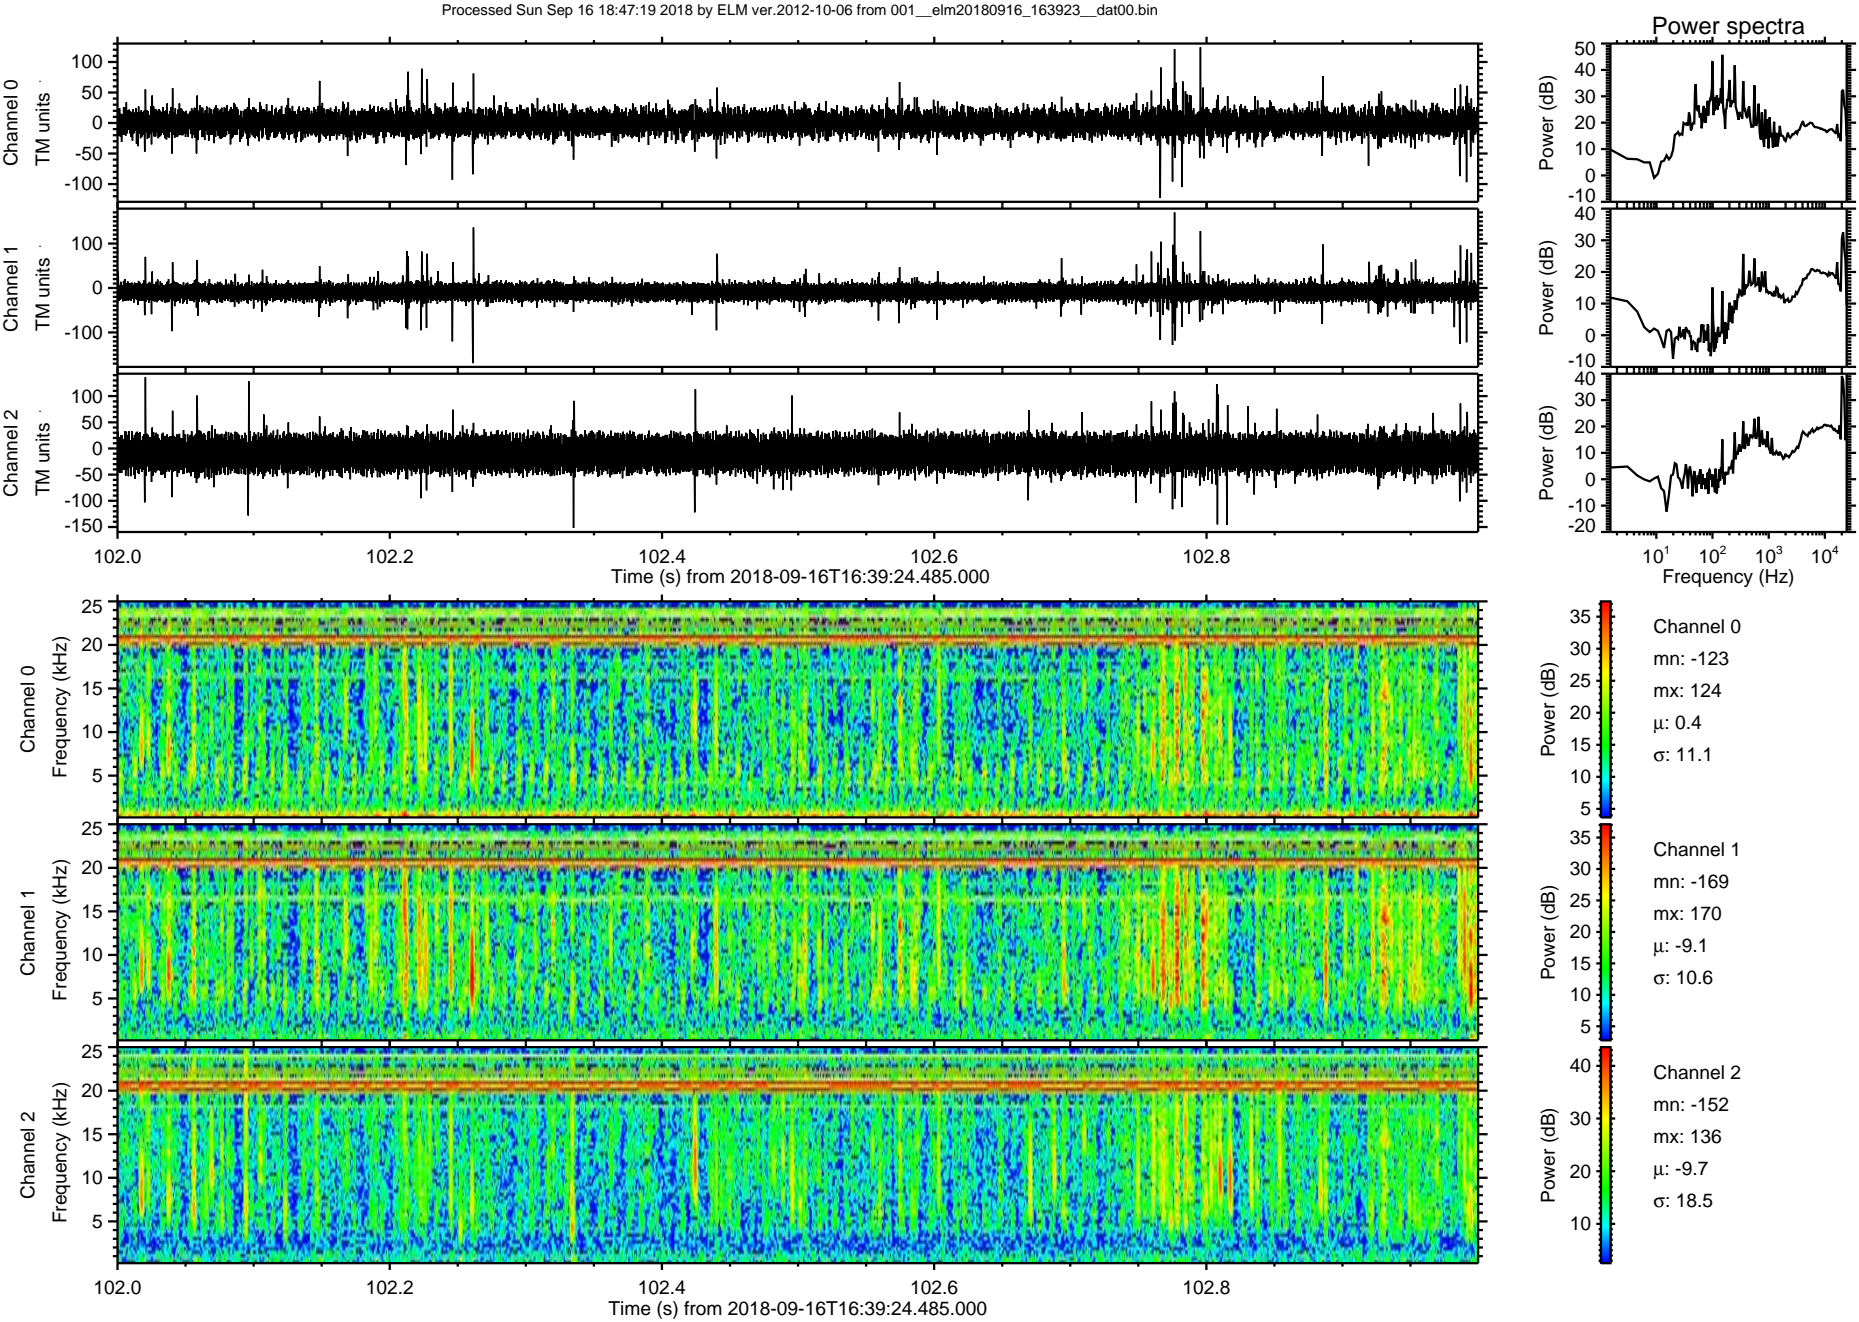 Processed Sun Sep 16 18:47:19 2018 by ELM ver.2012-10-06 from 001__elm20180916_163923__dat00.bin
Power spectra
Channel 0
TM units
100
50
0
-50
-100
Power (dB)
50
40
30
20
10
0
-10
Channel 1
TM units
100
0
-100
Power (dB)
40
30
20
10
0
-10
Channel 2
TM units
100
50
0
-50
-100
-150
Power (dB)
40
30
20
10
0
-10
-20
102.0 102.2 102.4 102.6 102.8
Time (s) from 2018-09-16T16:39:24.485.000
10¹ 10² 10³ 10⁴
Frequency (Hz)
Channel 0
Frequency (kHz)
25
20
15
10
5
Power (dB)
35
30
25
20
15
10
5
Channel 0
mn: -123
mx: 124
μ: 0.4
σ: 11.1
Channel 1
Frequency (kHz)
25
20
15
10
5
Power (dB)
35
30
25
20
15
10
5
Channel 1
mn: -169
mx: 170
μ: -9.1
σ: 10.6
Channel 2
Frequency (kHz)
25
20
15
10
5
Power (dB)
40
30
20
10
Channel 2
mn: -152
mx: 136
μ: -9.7
σ: 18.5
102.0 102.2 102.4 102.6 102.8
Time (s) from 2018-09-16T16:39:24.485.000